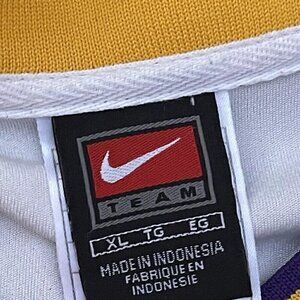 TEAM
XL TG EG
MADE IN INDONESIA
FABRIQUE EN
INDONESIE